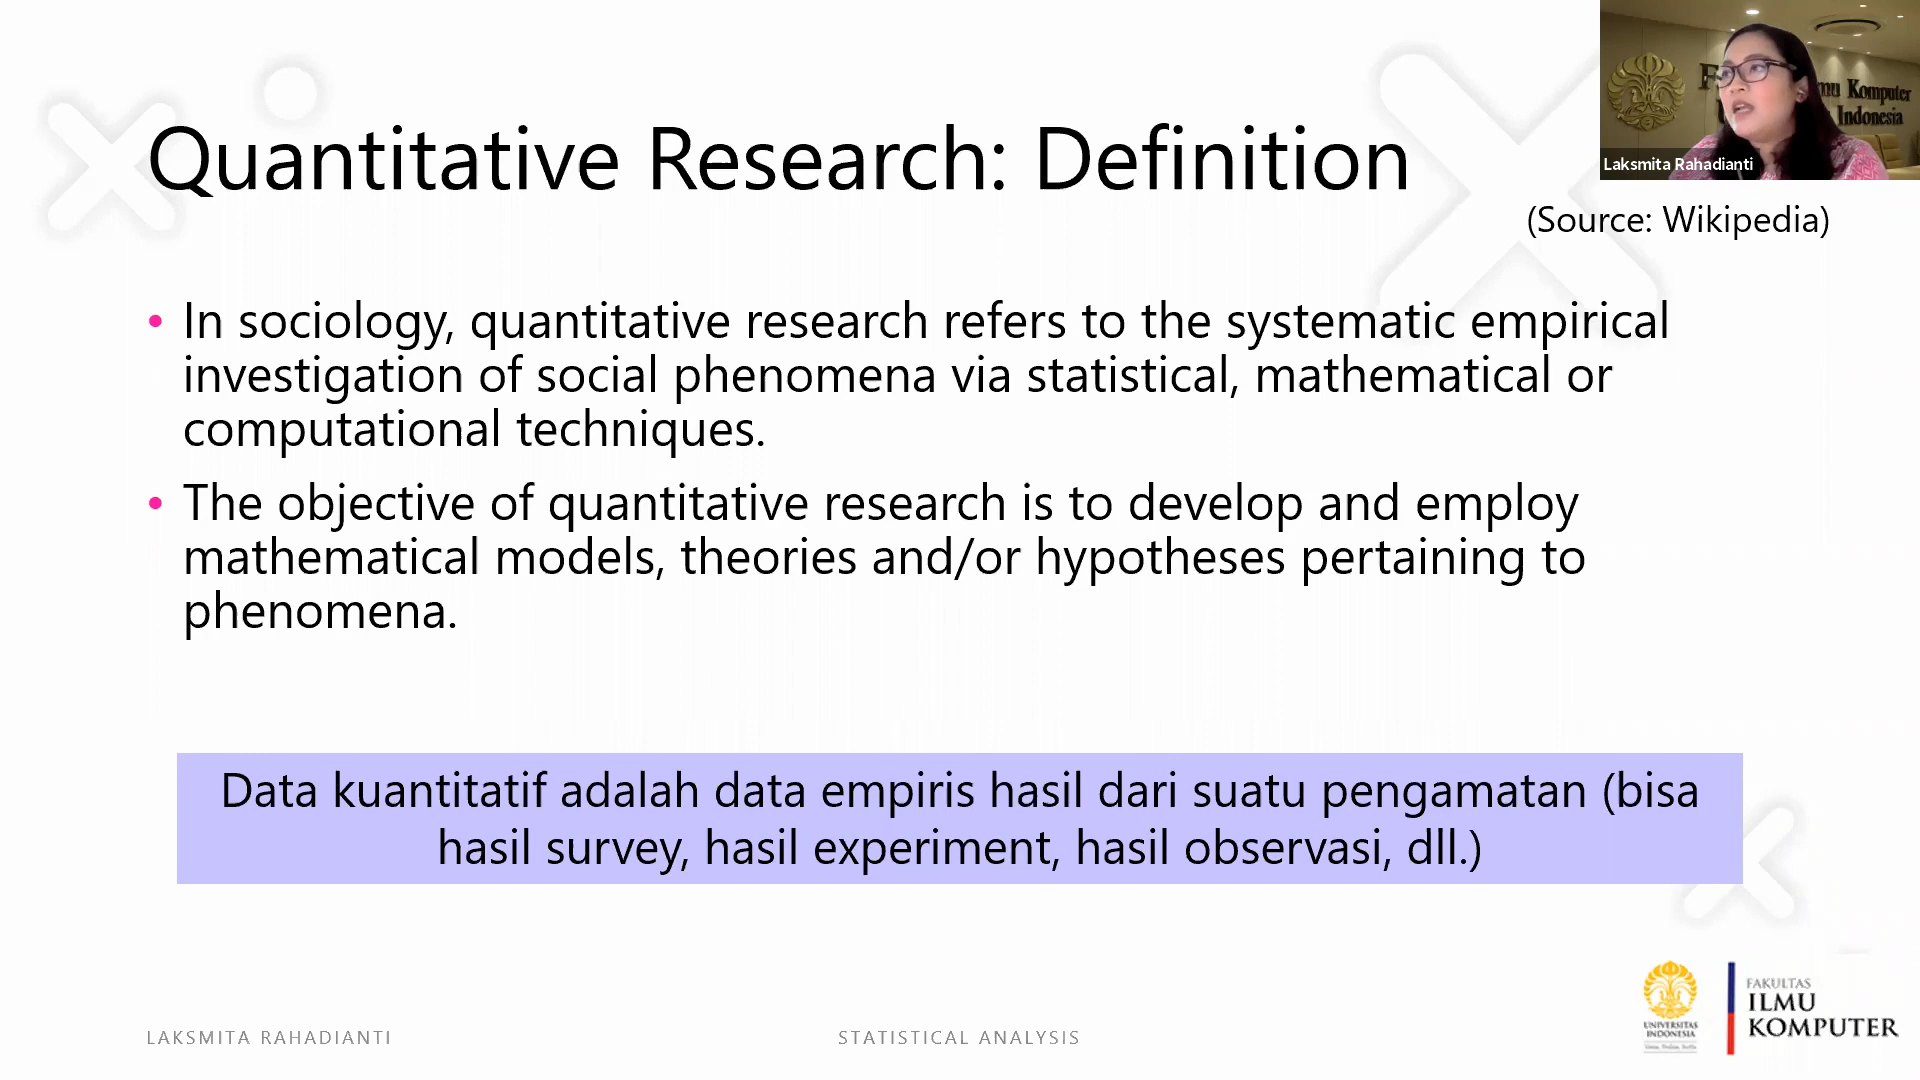 Quantitative Research: Definition
mu Komputer
Indonesia
Laksmita Rahadianti
(Source: Wikipedia)
• In sociology, quantitative research refers to the systematic empirical
investigation of social phenomena via statistical, mathematical or
computational techniques.
• The objective of quantitative research is to develop and employ
mathematical models, theories and/or hypotheses pertaining to
phenomena.
Data kuantitatif adalah data empiris hasil dari suatu pengamatan (bisa
hasil survey, hasil experiment, hasil observasi, dll.)
LAKSMITA RAHADIANTI
STATISTICAL ANALYSIS
UNIVERSITAS
INDONESIA
FAKULTAS
ILMU
KOMPUTER